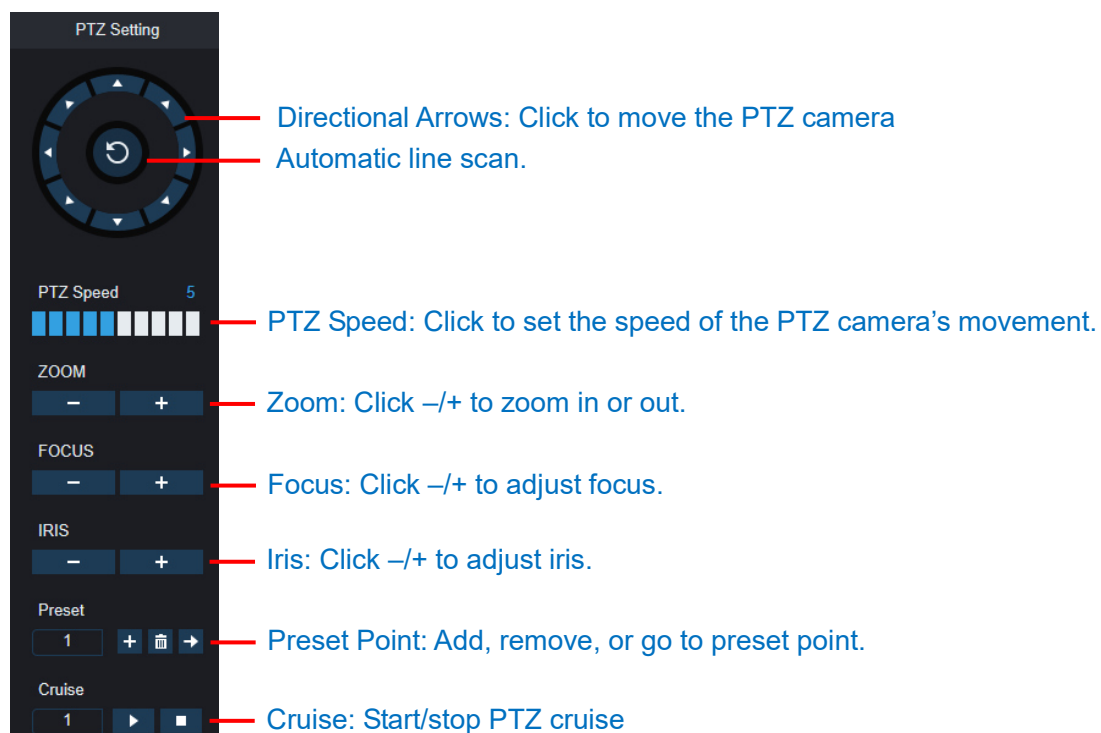 PTZ Setting
Directional Arrows: Click to move the PTZ camera
Automatic line scan.
PTZ Speed 5
PTZ Speed: Click to set the speed of the PTZ camera’s movement.
ZOOM
– +
Zoom: Click –/+ to zoom in or out.
FOCUS
– +
Focus: Click –/+ to adjust focus.
IRIS
– +
Iris: Click –/+ to adjust iris.
Preset
1 +
Preset Point: Add, remove, or go to preset point.
Cruise
1
Cruise: Start/stop PTZ cruise